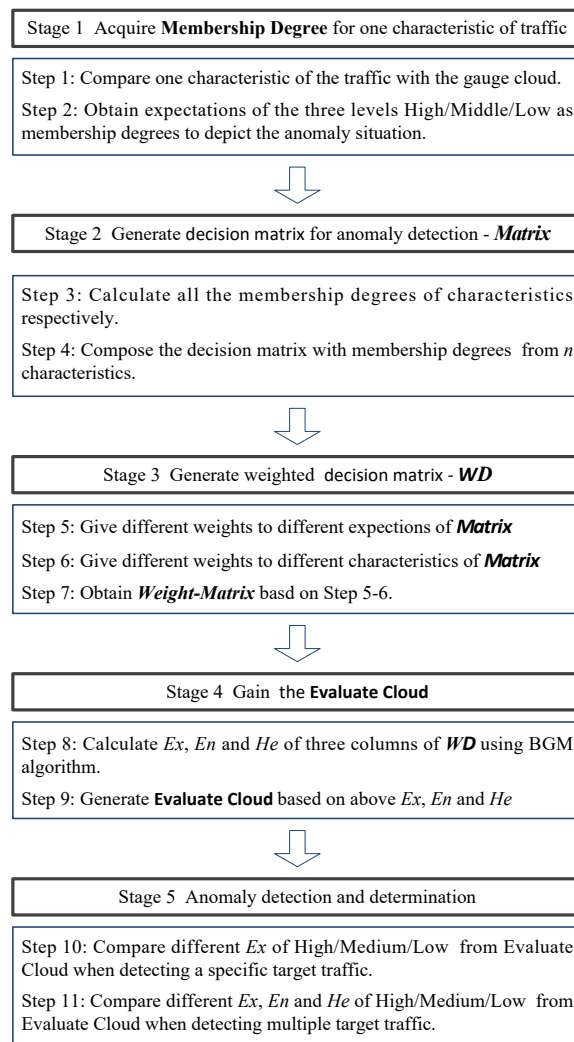 Stage 1 Acquire Membership Degree for one characteristic of traffic
Step 1: Compare one characteristic of the traffic with the gauge cloud.
Step 2: Obtain expectations of the three levels High/Middle/Low as
membership degrees to depict the anomaly situation.
Stage 2 Generate decision matrix for anomaly detection - Matrix
Step 3: Calculate all the membership degrees of characteristics
respectively.
Step 4: Compose the decision matrix with membership degrees from n
characteristics.
Stage 3 Generate weighted decision matrix - WD
Step 5: Give different weights to different expections of Matrix
Step 6: Give different weights to different characteristics of Matrix
Step 7: Obtain Weight-Matrix basd on Step 5-6.
Stage 4 Gain the Evaluate Cloud
Step 8: Calculate Ex, En and He of three columns of WD using BGM
algorithm.
Step 9: Generate Evaluate Cloud based on above Ex, En and He
Stage 5 Anomaly detection and determination
Step 10: Compare different Ex of High/Medium/Low from Evaluate
Cloud when detecting a specific target traffic.
Step 11: Compare different Ex, En and He of High/Medium/Low from
Evaluate Cloud when detecting multiple target traffic.